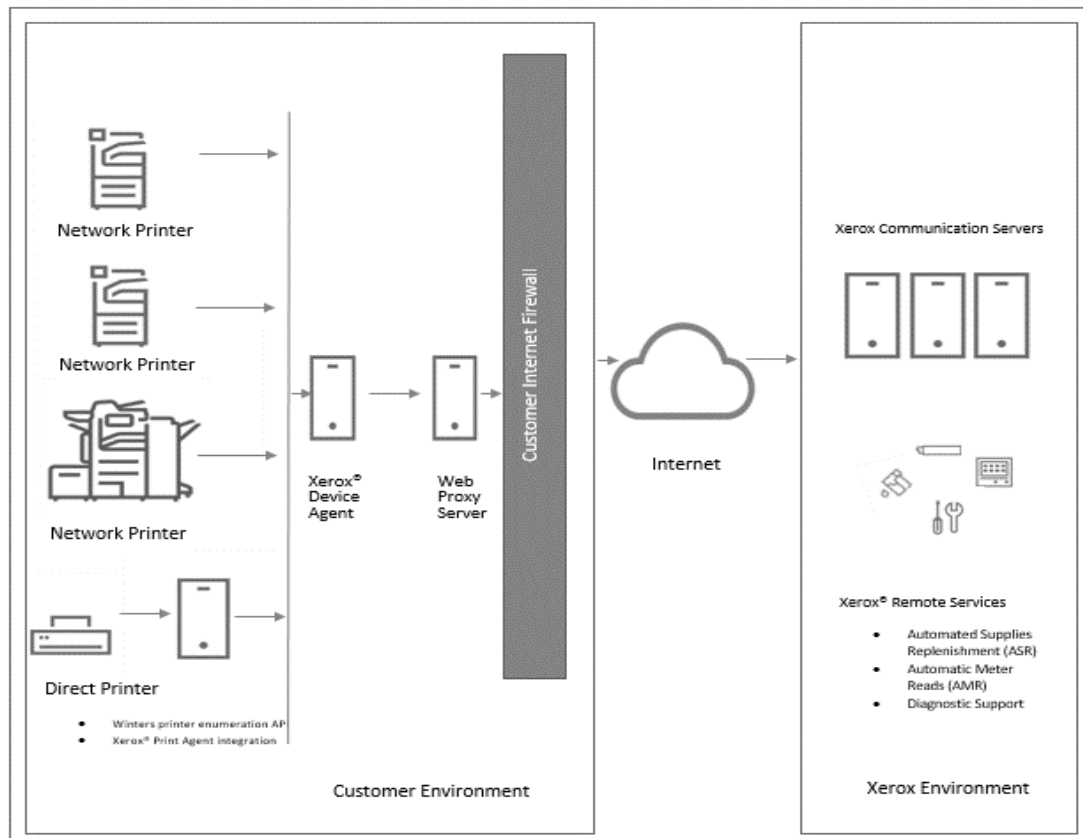 Network Printer
Network Printer
Network Printer
Direct Printer
• Winters printer enumeration AP
• Xerox® Print Agent integration
Xerox®
Device
Agent
Web
Proxy
Server
Customer Internet Firewall
Customer Environment
Internet
Xerox Communication Servers
Xerox® Remote Services
• Automated Supplies
Replenishment (ASR)
• Automatic Meter
Reads (AMR)
• Diagnostic Support
Xerox Environment